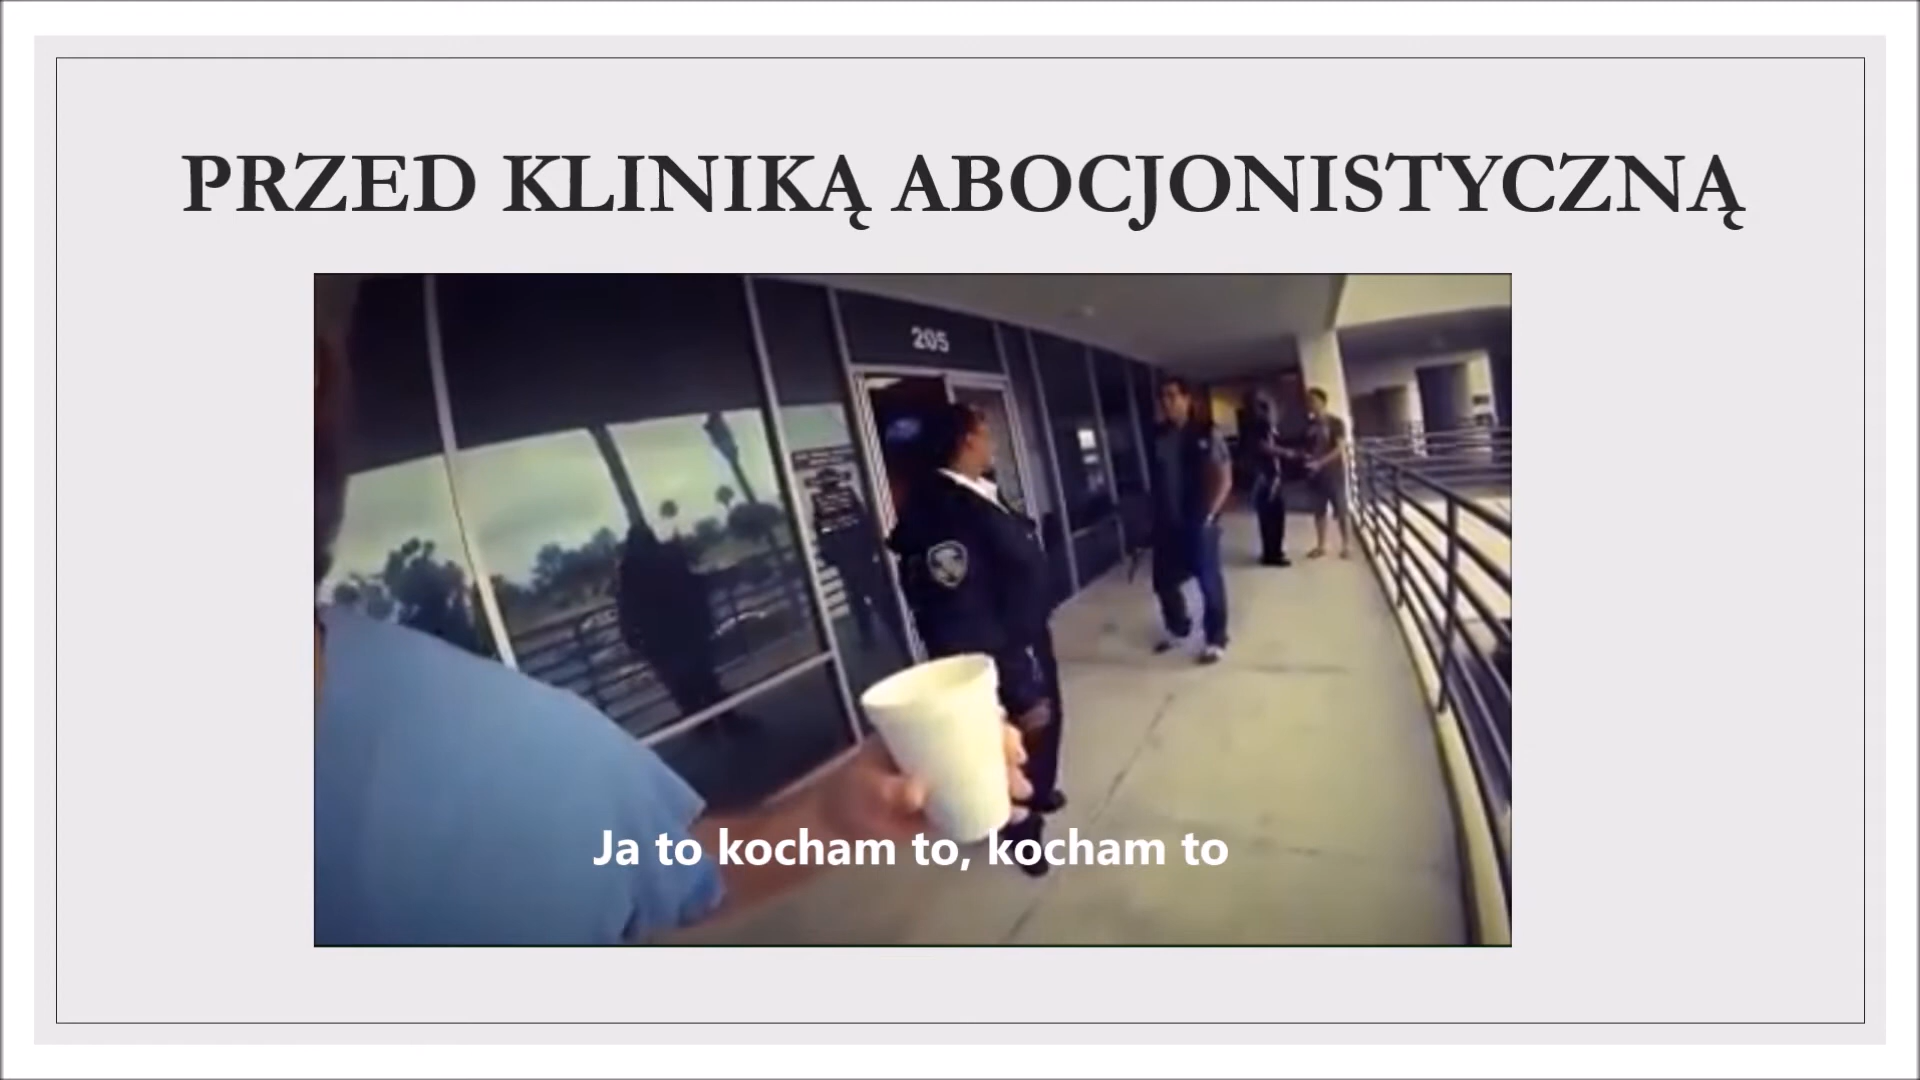 PRZED KLINIKĄ ABOCJONISTYCZNĄ
205
Ja to kocham to, kocham to